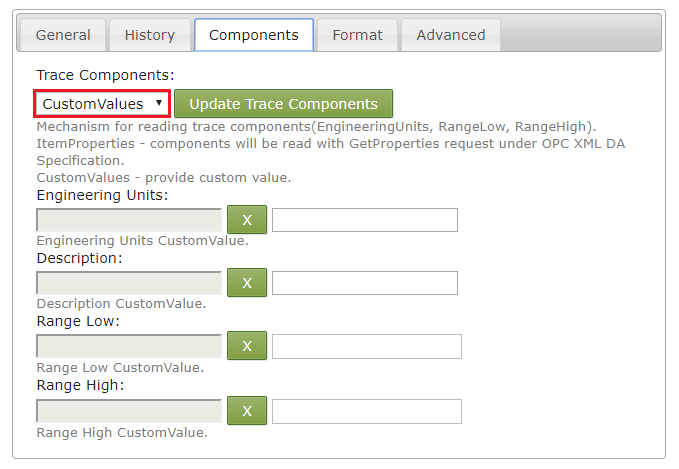 General History Components Format Advanced
Trace Components:
CustomValues Update Trace Components
Mechanism for reading trace components(EngineeringUnits, RangeLow, RangeHigh).
ItemProperties - components will be read with GetProperties request under OPC XML DA
Specification.
CustomValues - provide custom value.
Engineering Units:
X
Engineering Units CustomValue.
Description:
X
Description CustomValue.
Range Low:
X
Range Low CustomValue.
Range High:
X
Range High CustomValue.